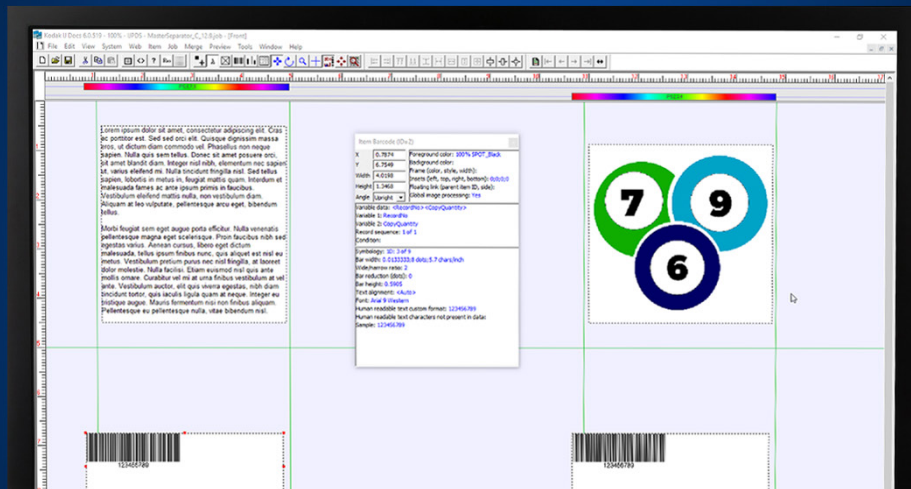 Kodak U Docs 6.0.519 - 100% - UPDS - MasterSeparator_C_12.6.job - [Front]
File Edit View System Web Item Job Merge Preview Tools Window Help
Lorem ipsum dolor sit amet, consectetur adipiscing elit. Cras
ac porttitor est. Sed sed orci elit. Quisque dignissim massa
eros, ut dictum diam commodo vel. Phasellus non neque
sapien. Nulla quis sem tellus. Donec sit amet posuere orci,
sit amet blandit diam. Integer nisl nibh, elementum nec sapien
ut, varius eleifend mi. Nulla tincidunt fringilla nisl. Sed tellus
sapien, lobortis in metus in, feugiat mattis quam. Interdum et
malesuada fames ac ante ipsum primis in faucibus.
Vestibulum eleifend mattis nulla, non vestibulum diam.
Aliquam at leo vulputate, pellentesque arcu eget, bibendum
tellus.
Morbi feugiat sem eget augue porta efficitur. Nulla venenatis
pellentesque magna eget scelerisque. Proin faucibus nibh sed
egestas varius. Aenean cursus, libero eget dictum
malesuada, tellus ipsum finibus nunc, quis aliquet est nisl eu
metus. Vestibulum pretium purus nec nisl fringilla, at laoreet
dolor molestie. Nulla facilisi. Etiam euismod nisl quis ante
mollis ornare. Curabitur vel mi at urna finibus vestibulum at vel
ante. Vestibulum auctor, elit quis viverra egestas, nibh diam
tincidunt tortor, quis iaculis ligula quam at neque. Integer eu
tristique augue. Mauris fermentum nisi non finibus aliquam.
Pellentesque eu pellentesque nulla, vitae bibendum nisl.
Item Barcode (ID=2)
X 0.7874
Y 6.7549
Width 4.0198
Height 1.3460
Angle Upright
Foreground color: 100% SPOT_Black
Background color:
Frame (color, style, width):
Insets (left, top, right, bottom): 0;0;0;0
Floating link (parent item ID, side):
Global image processing: Yes
Variable data: <RecordNo><CopyQuantity>
Variable 1: RecordNo
Variable 2: CopyQuantity
Record sequence: 1 of 1
Condition:
Symbology: 1D: 3 of 9
Bar width: 0.0133333;8 dots;5.7 chars/inch
Wide/narrow ratio: 2
Bar reduction (dots): 0
Bar height: 0.5905
Text alignment: <Auto>
Font: Arial 9 Western
Human readable text custom format: 123456789
Human readable text characters not present in data:
Sample: 123456789
7
9
6
123456789
123456789